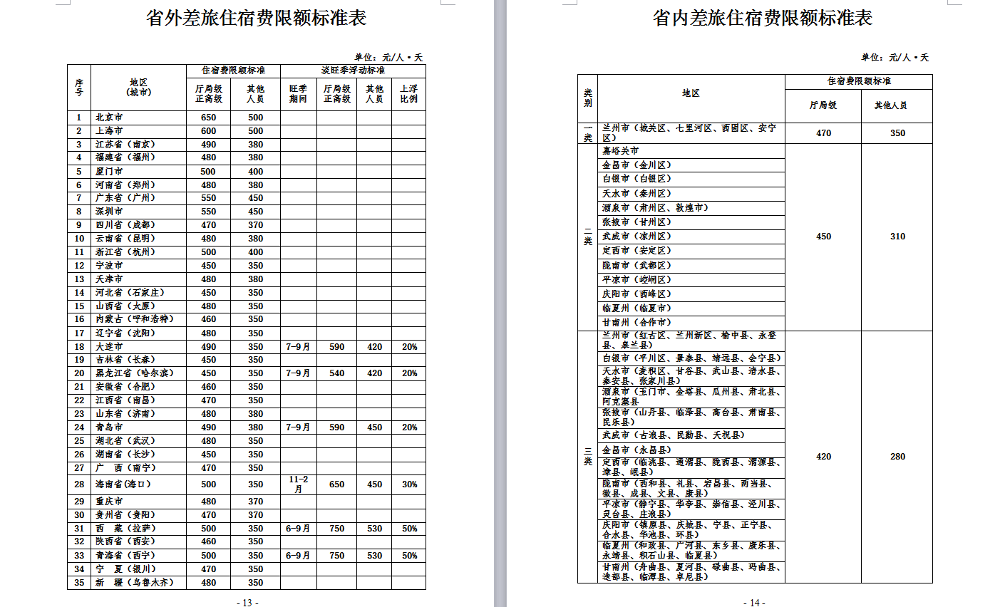 省外差旅住宿费限额标准表
单位：元/人·天
序号 地区(城市) 住宿费限额标准 淡旺季浮动标准
厅局级正高级 其他人员 旺季期间 厅局级正高级 其他人员 上浮比例
1 北京市 650 500
2 上海市 600 500
3 江苏省（南京） 490 380
4 福建省（福州） 480 380
5 厦门市 500 400
6 河南省（郑州） 480 380
7 广东省（广州） 550 450
8 深圳市 550 450
9 四川省（成都） 470 370
10 云南省（昆明） 480 380
11 浙江省（杭州） 500 400
12 宁波市 450 350
13 天津市 480 380
14 河北省（石家庄） 450 350
15 山西省（太原） 480 350
16 内蒙古（呼和浩特） 460 350
17 辽宁省（沈阳） 480 350
18 大连市 490 350 7-9月 590 420 20%
19 吉林省（长春） 450 350
20 黑龙江省（哈尔滨） 450 350 7-9月 540 420 20%
21 安徽省（合肥） 460 350
22 江西省（南昌） 470 350
23 山东省（济南） 480 380
24 青岛市 490 380 7-9月 590 450 20%
25 湖北省（武汉） 480 350
26 湖南省（长沙） 450 350
27 广　西（南宁） 470 350
28 海南省(海口） 500 350 11-2月 650 450 30%
29 重庆市 480 370
30 贵州省（贵阳） 470 370
31 西　藏（拉萨） 500 350 6-9月 750 530 50%
32 陕西省（西安） 460 350
33 青海省（西宁） 500 350 6-9月 750 530 50%
34 宁　夏（银川） 470 350
35 新　疆（乌鲁木齐） 480 350
- 13 -
省内差旅住宿费限额标准表
单位：元/人·天
类别 地区 住宿费限额标准
厅局级 其他人员
一类 兰州市（城关区、七里河区、西固区、安宁
区） 470 350
嘉峪关市
金昌市（金川区）
白银市（白银区）
天水市（秦州区）
酒泉市（肃州区、敦煌市）
张掖市（甘州区）
二类 武威市（凉州区） 450 310
定西市（安定区）
陇南市（武都区）
平凉市（崆峒区）
庆阳市（西峰区）
临夏州（临夏市）
甘南州（合作市）
兰州市（红古区、兰州新区、榆中县、永登
县、皋兰县）
白银市（平川区、景泰县、靖远县、会宁县）
天水市（麦积区、甘谷县、武山县、清水县、
秦安县、张家川县）
酒泉市（玉门市、金塔县、瓜州县、肃北县、
阿克塞县
张掖市（山丹县、临泽县、高台县、肃南县、
民乐县）
武威市（古浪县、民勤县、天祝县）
三类 金昌市（永昌县） 420 280
定西市（临洮县、通渭县、陇西县、渭源县、
漳县、岷县）
陇南市（西和县、礼县、宕昌县、两当县、
徽县、成县、文县、康县）
平凉市（静宁县、华亭县、崇信县、泾川县、
灵台县、庄浪县）
庆阳市（镇原县、庆城县、宁县、正宁县、
合水县、华池县、环县）
临夏州（和政县、广河县、东乡县、康乐县、
永靖县、积石山县、临夏县）
甘南州（舟曲县、夏河县、碌曲县、玛曲县、
迭部县、临潭县、卓尼县）
- 14 -